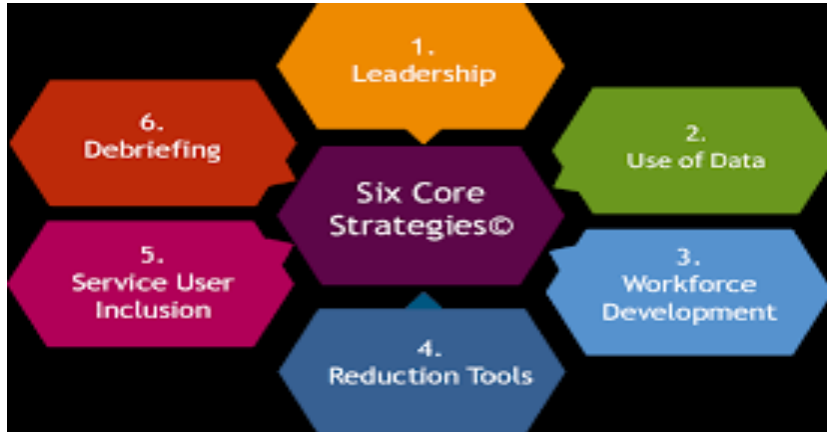 1.
Leadership
2.
Use of Data
3.
Workforce
Development
4.
Reduction Tools
5.
Service User
Inclusion
6.
Debriefing
Six Core
Strategies©